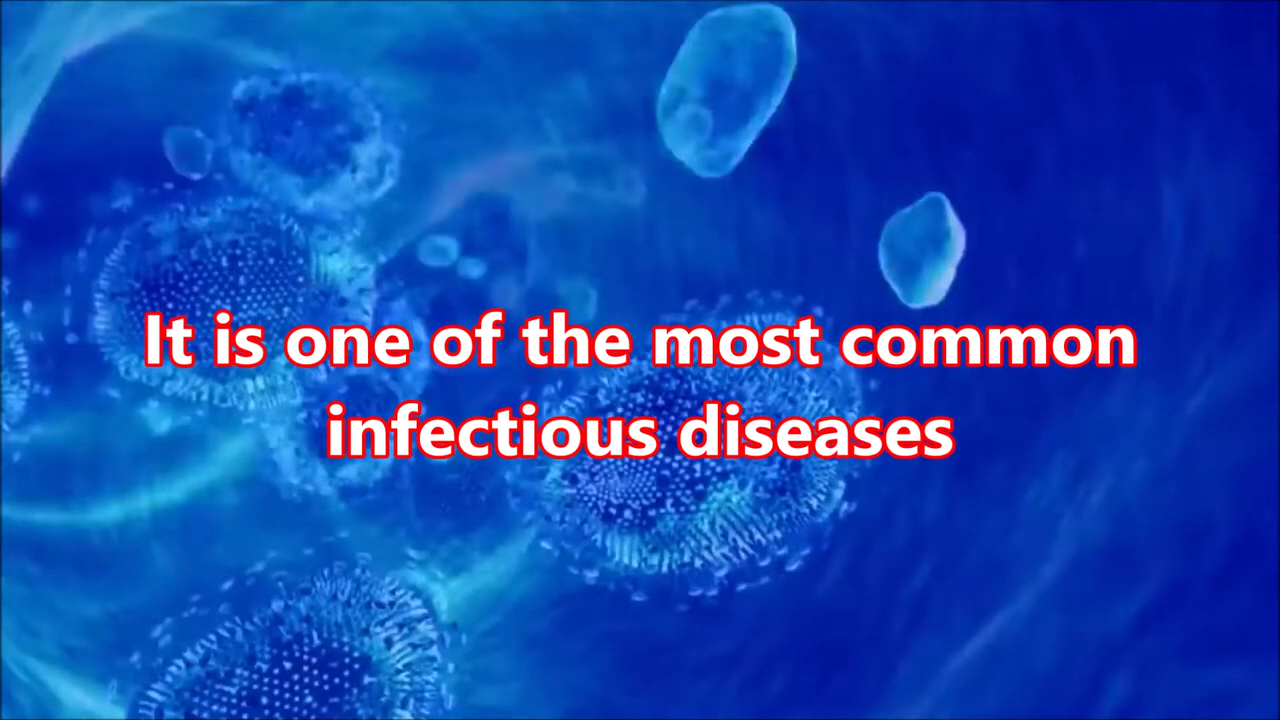 It is one of the most common
infectious diseases